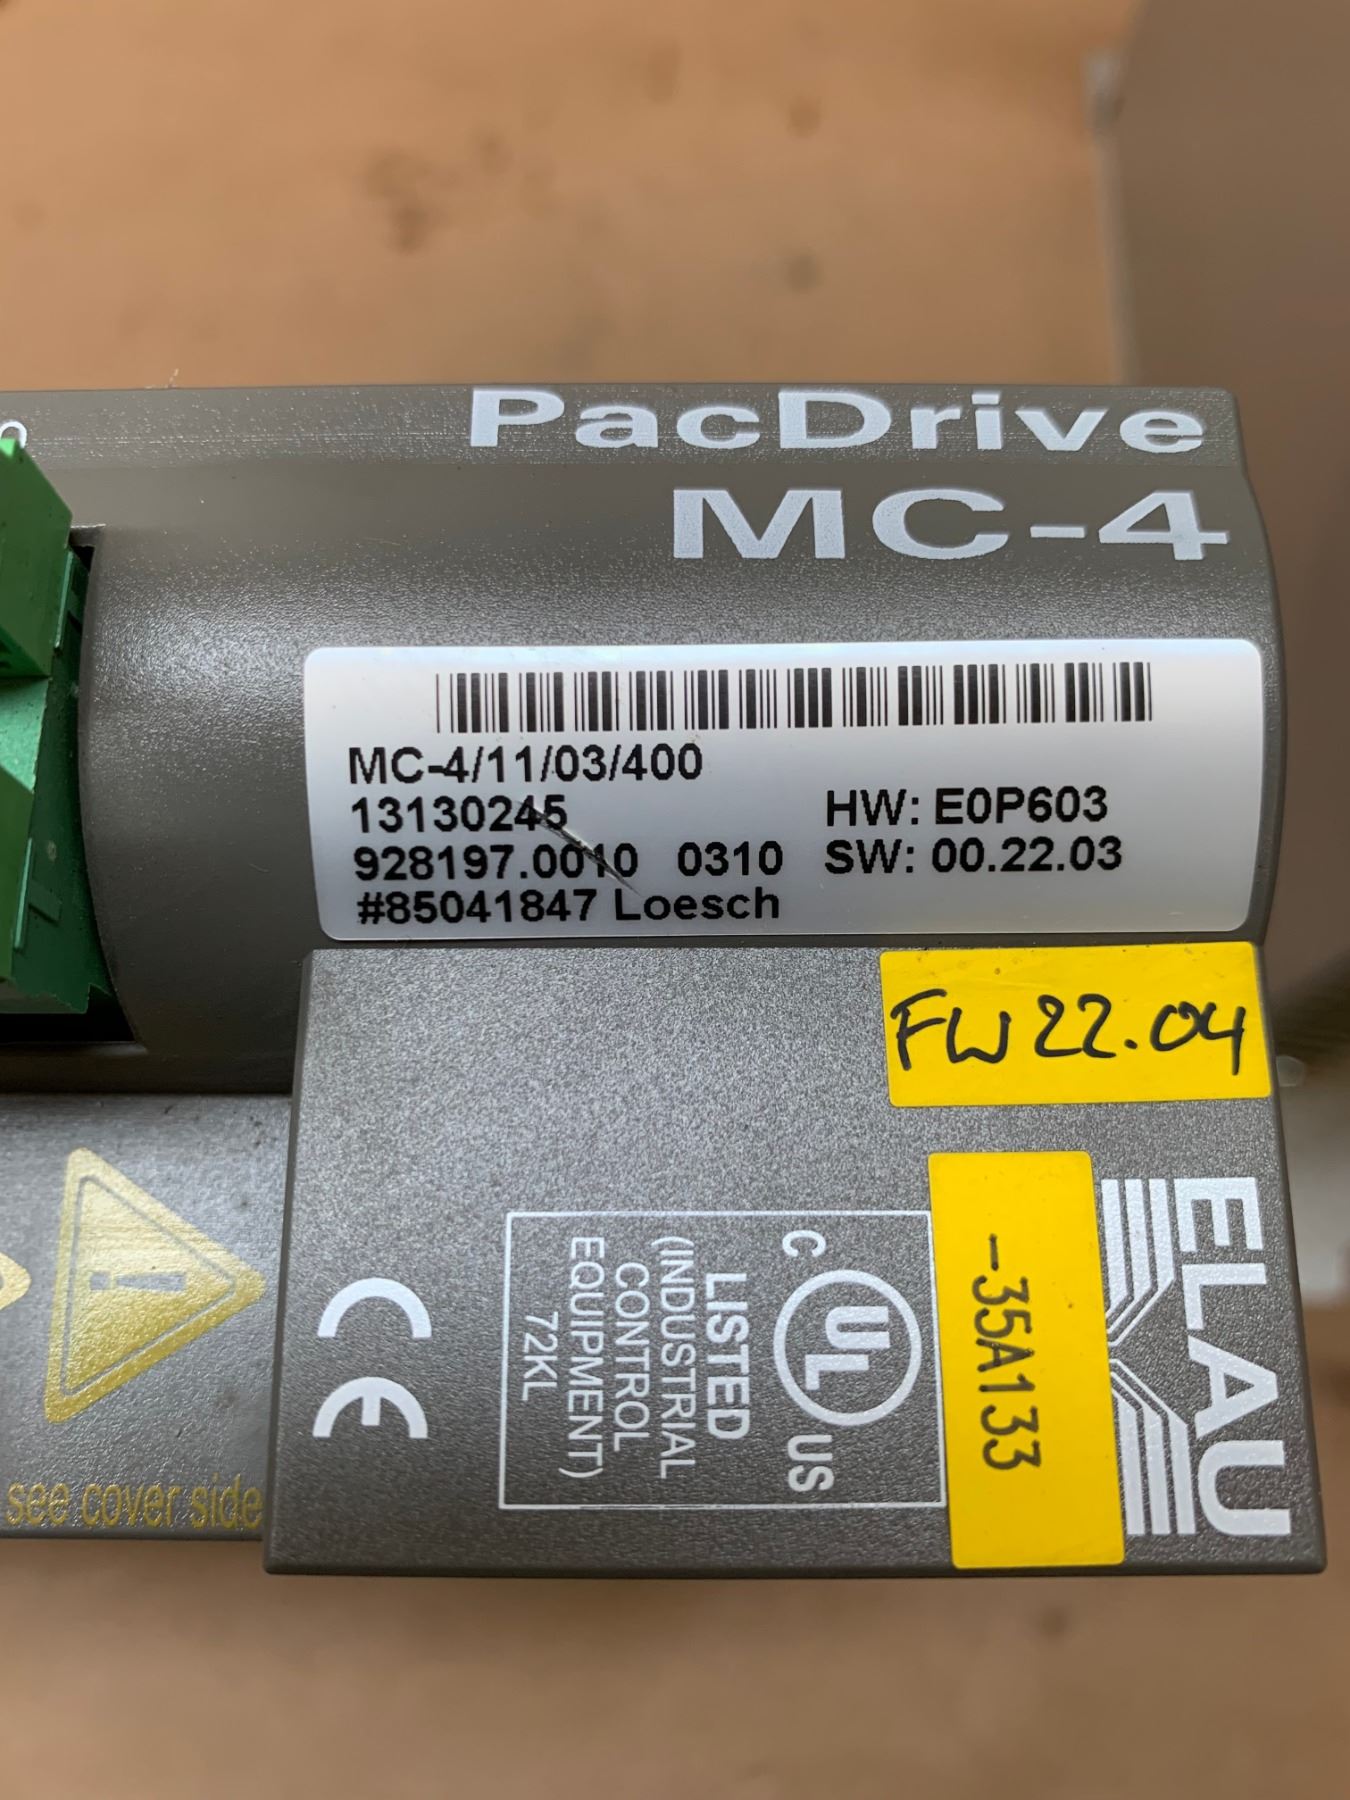 PacDrive
MC-4
MC-4/11/03/400
13130245 HW: E0P603
928197.0010 0310 SW: 00.22.03
#85041847 Loesch
FW 22.04
ELAU
-35A133
C UL US
LISTED
(INDUSTRIAL
CONTROL
EQUIPMENT)
72KL
CE
!
see cover side